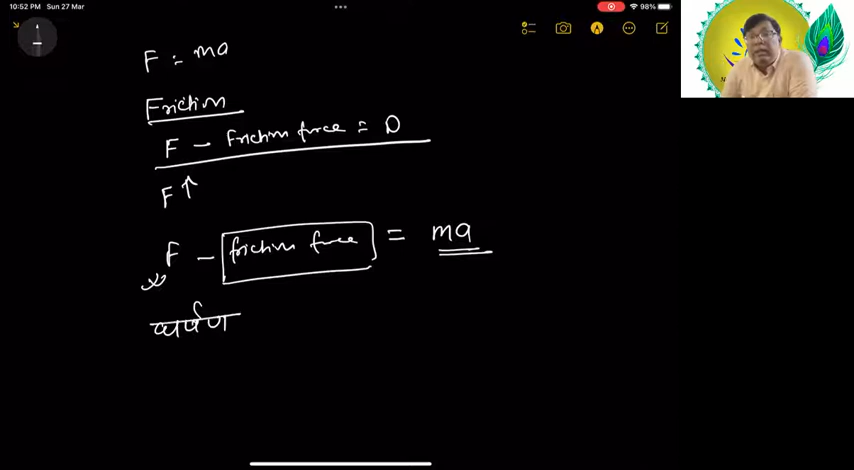 10:52 PM Sun 27 Mar
98%
F = ma
Friction
F - Friction force = 0
F ↑
F - friction force = ma
घर्षण